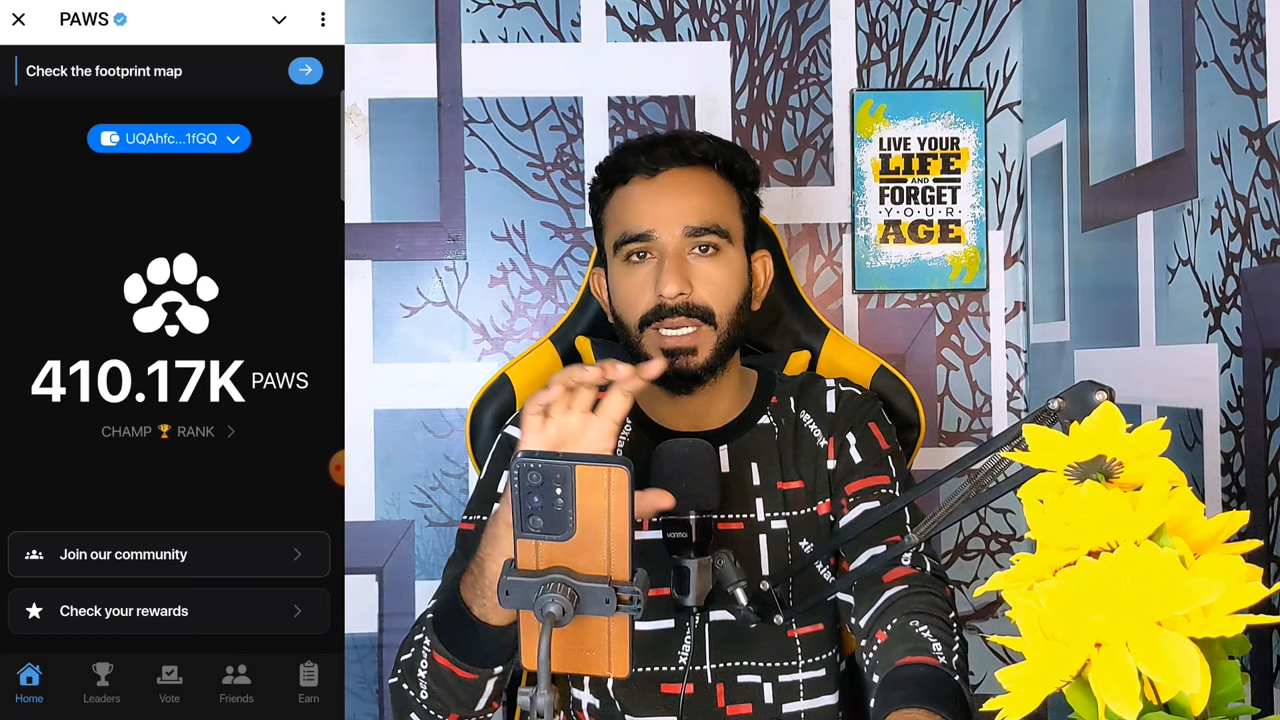 PAWS
Check the footprint map
UQAhfc...1fGQ
410.17K PAWS
CHAMP 🏆 RANK
Join our community
Check your rewards
Home
Leaders
Vote
Friends
Earn
LIVE YOUR
LIFE
AND
FORGET
YOUR
AGE